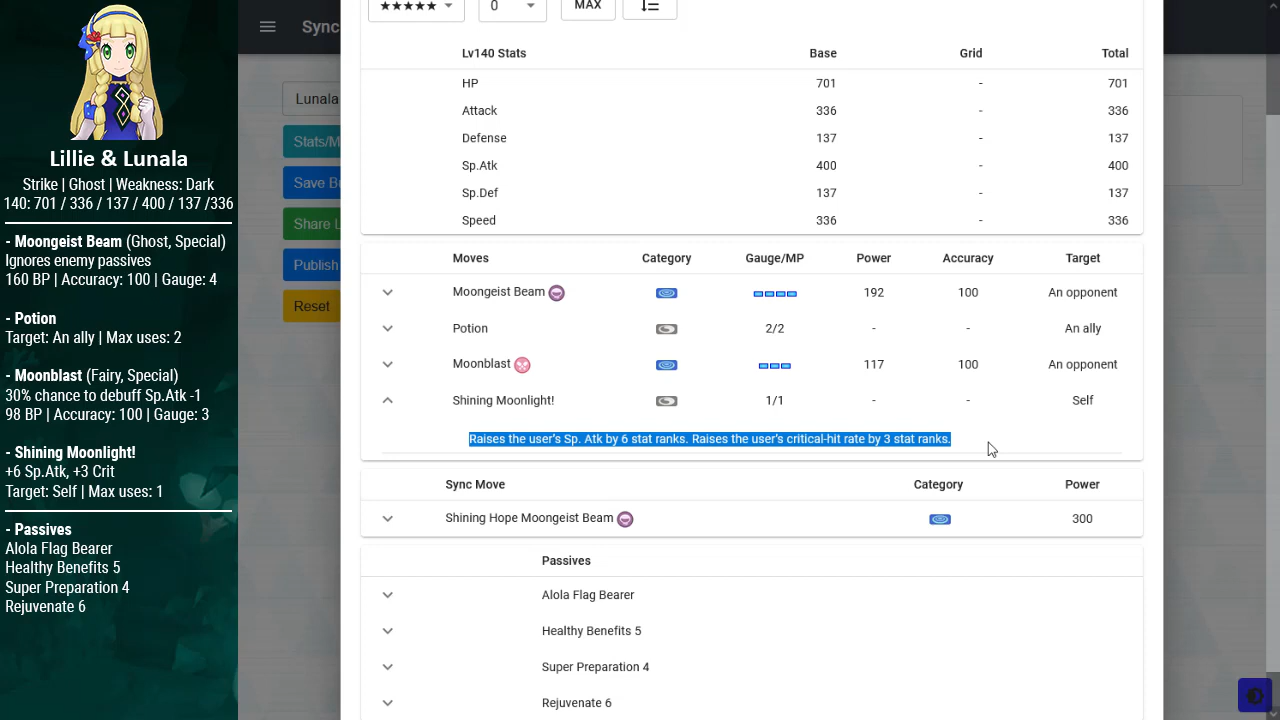 Lillie & Lunala
Strike | Ghost | Weakness: Dark
140: 701 / 336 / 137 / 400 / 137 /336
- Moongeist Beam (Ghost, Special)
Ignores enemy passives
160 BP | Accuracy: 100 | Gauge: 4
- Potion
Target: An ally | Max uses: 2
- Moonblast (Fairy, Special)
30% chance to debuff Sp.Atk -1
98 BP | Accuracy: 100 | Gauge: 3
- Shining Moonlight!
+6 Sp.Atk, +3 Crit
Target: Self | Max uses: 1
- Passives
Alola Flag Bearer
Healthy Benefits 5
Super Preparation 4
Rejuvenate 6
Sync
Lunala
Stats/M
Save B
Share L
Publish
Reset
★★★★★ 0 MAX
Lv140 Stats Base Grid Total
HP 701 - 701
Attack 336 - 336
Defense 137 - 137
Sp.Atk 400 - 400
Sp.Def 137 - 137
Speed 336 - 336
Moves Category Gauge/MP Power Accuracy Target
Moongeist Beam 192 100 An opponent
Potion 2/2 - - An ally
Moonblast 117 100 An opponent
Shining Moonlight! 1/1 - - Self
Raises the user's Sp. Atk by 6 stat ranks. Raises the user's critical-hit rate by 3 stat ranks.
Sync Move Category Power
Shining Hope Moongeist Beam 300
Passives
Alola Flag Bearer
Healthy Benefits 5
Super Preparation 4
Rejuvenate 6